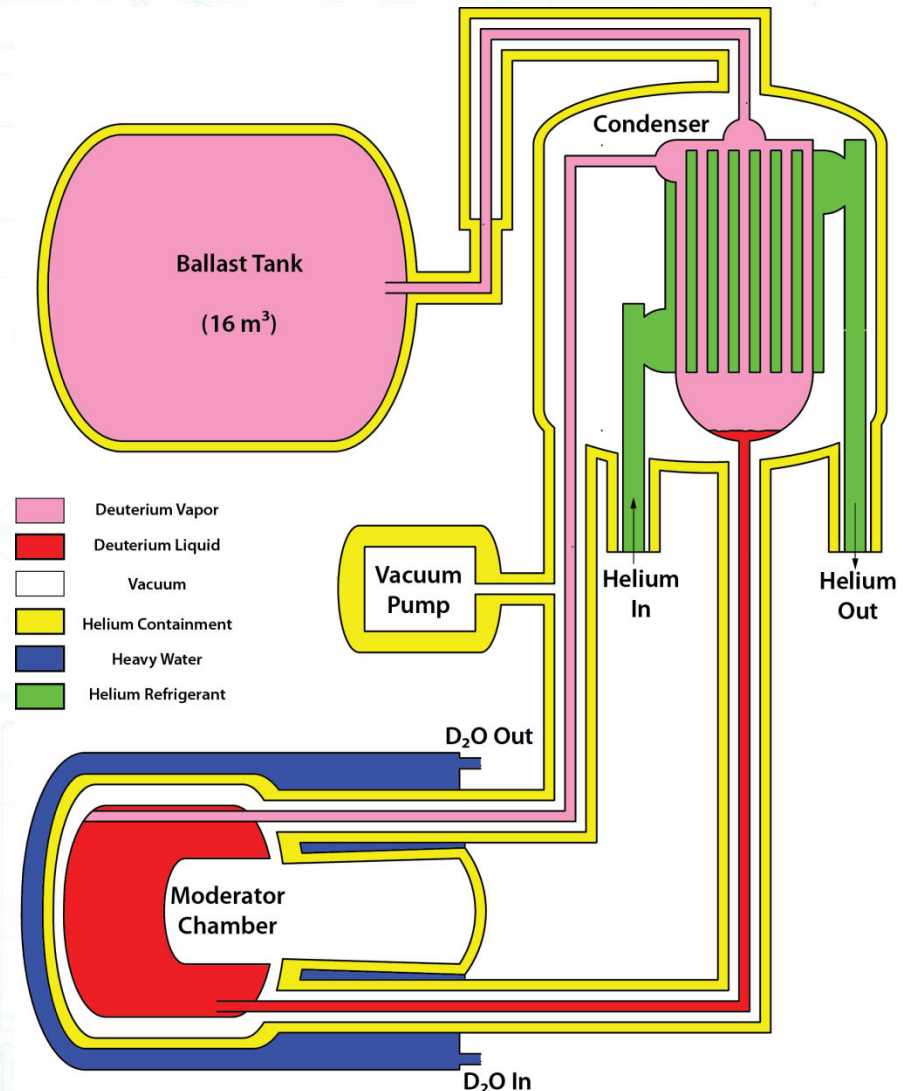 Condenser
Ballast Tank
(16 m³)
Deuterium Vapor
Deuterium Liquid
Vacuum
Helium Containment
Heavy Water
Helium Refrigerant
Vacuum
Pump
Helium
In
Helium
Out
D₂O Out
Moderator
Chamber
D₂O In